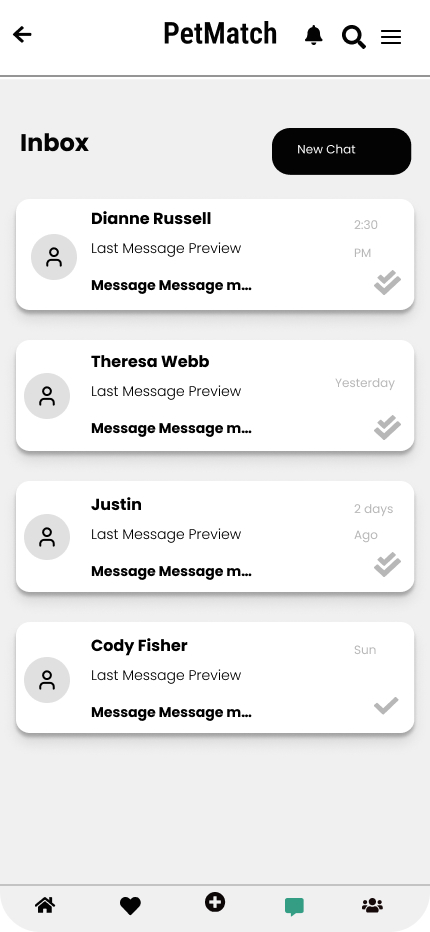 PetMatch
Inbox
New Chat
Dianne Russell
2:30
Last Message Preview
PM
Message Message m...
Theresa Webb
Yesterday
Last Message Preview
Message Message m...
Justin
2 days
Last Message Preview
Ago
Message Message m...
Cody Fisher
Sun
Last Message Preview
Message Message m...